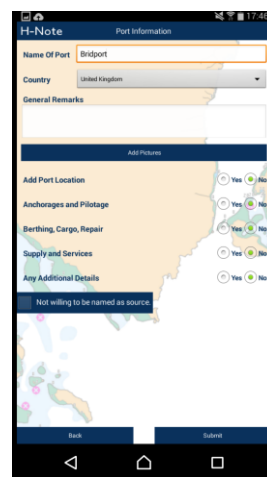 17:46
H-Note Port Information
Name Of Port Bridport
Country United Kingdom
General Remarks
Add Pictures
Add Port Location Yes No
Anchorages and Pilotage Yes No
Berthing, Cargo, Repair Yes No
Supply and Services Yes No
Any Additional Details Yes No
Not willing to be named as source.
Back Submit